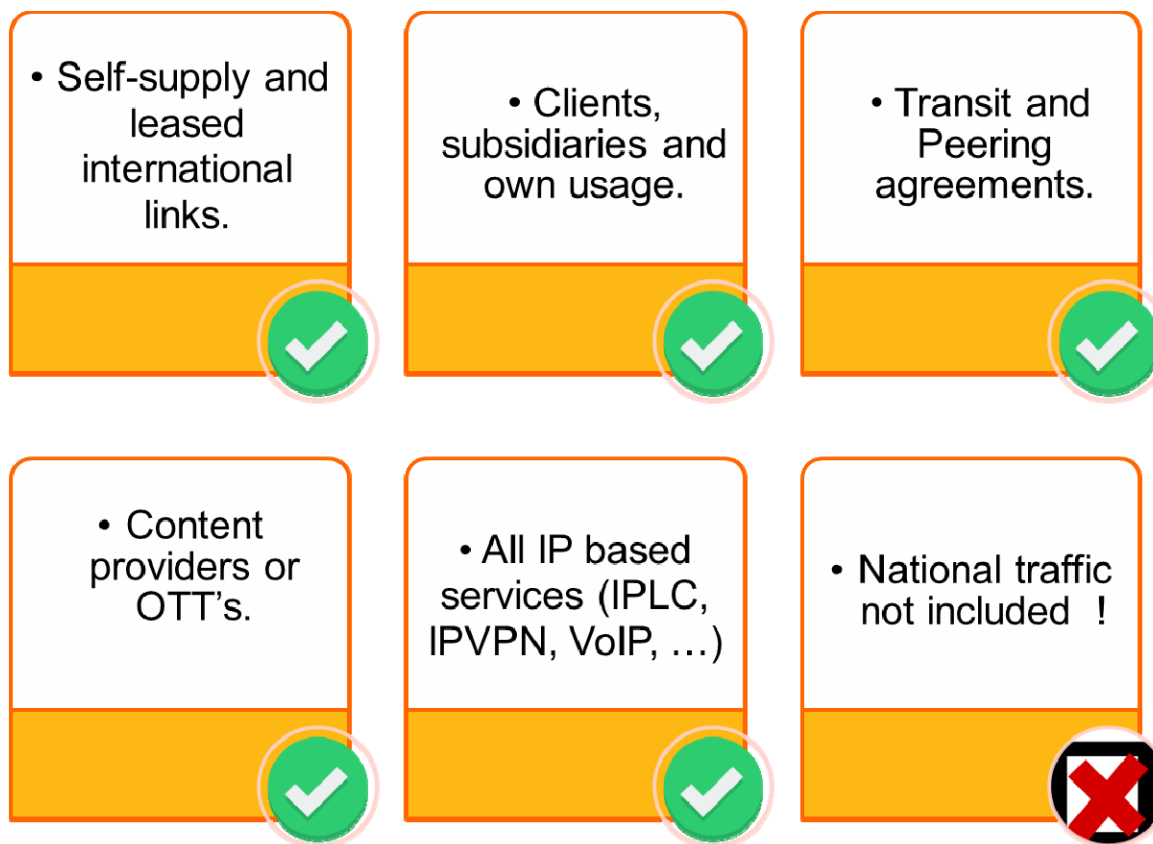 • Self-supply and
leased
international
links.
• Clients,
subsidiaries and
own usage.
• Transit and
Peering
agreements.
• Content
providers or
OTT's.
• All IP based
services (IPLC,
IPVPN, VoIP, …)
• National traffic
not included !